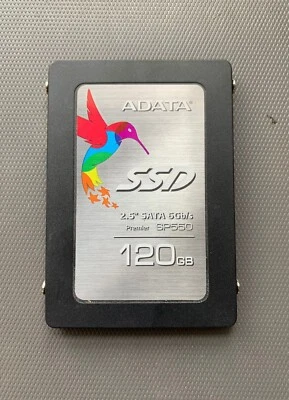 ADATA
SSD
2.5" SATA 6Gb/s
Premier SP550
120GB